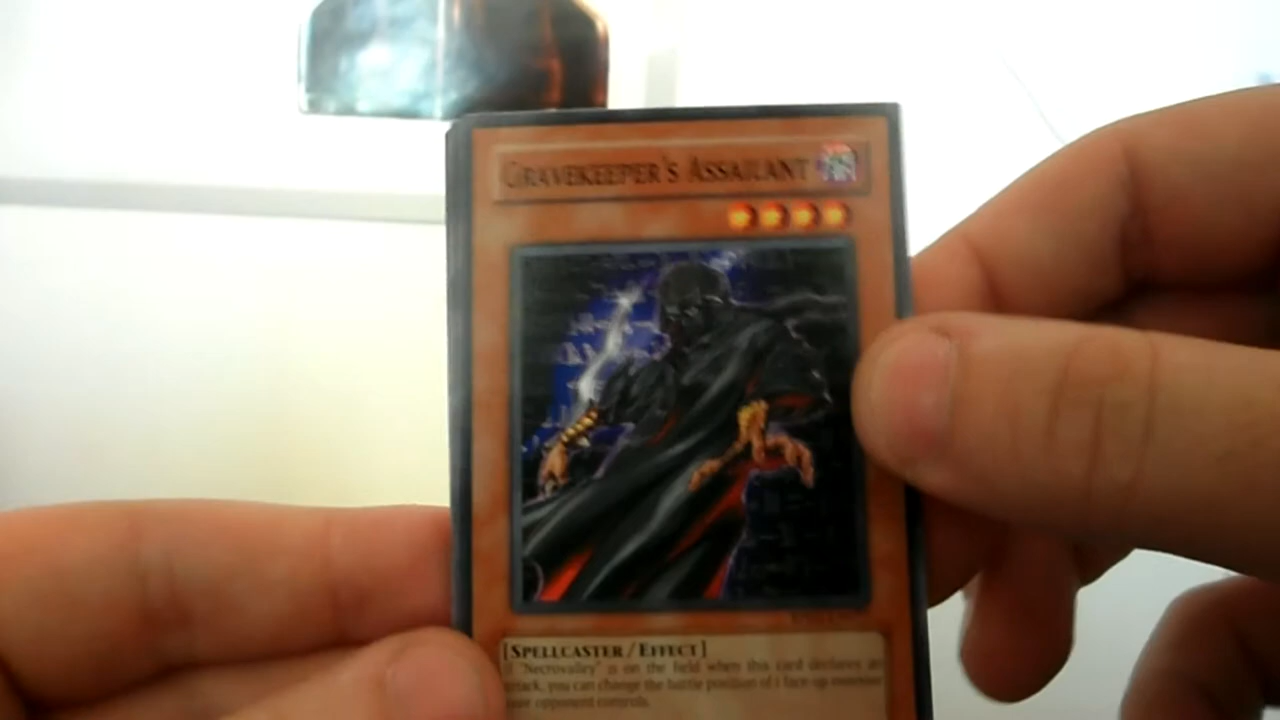 GRAVEKEEPER'S ASSAILANT
[SPELLCASTER/EFFECT]
If "Necrovalley" is on the field when this card declares an
attack, you can change the battle position of 1 face-up monster
your opponent controls.